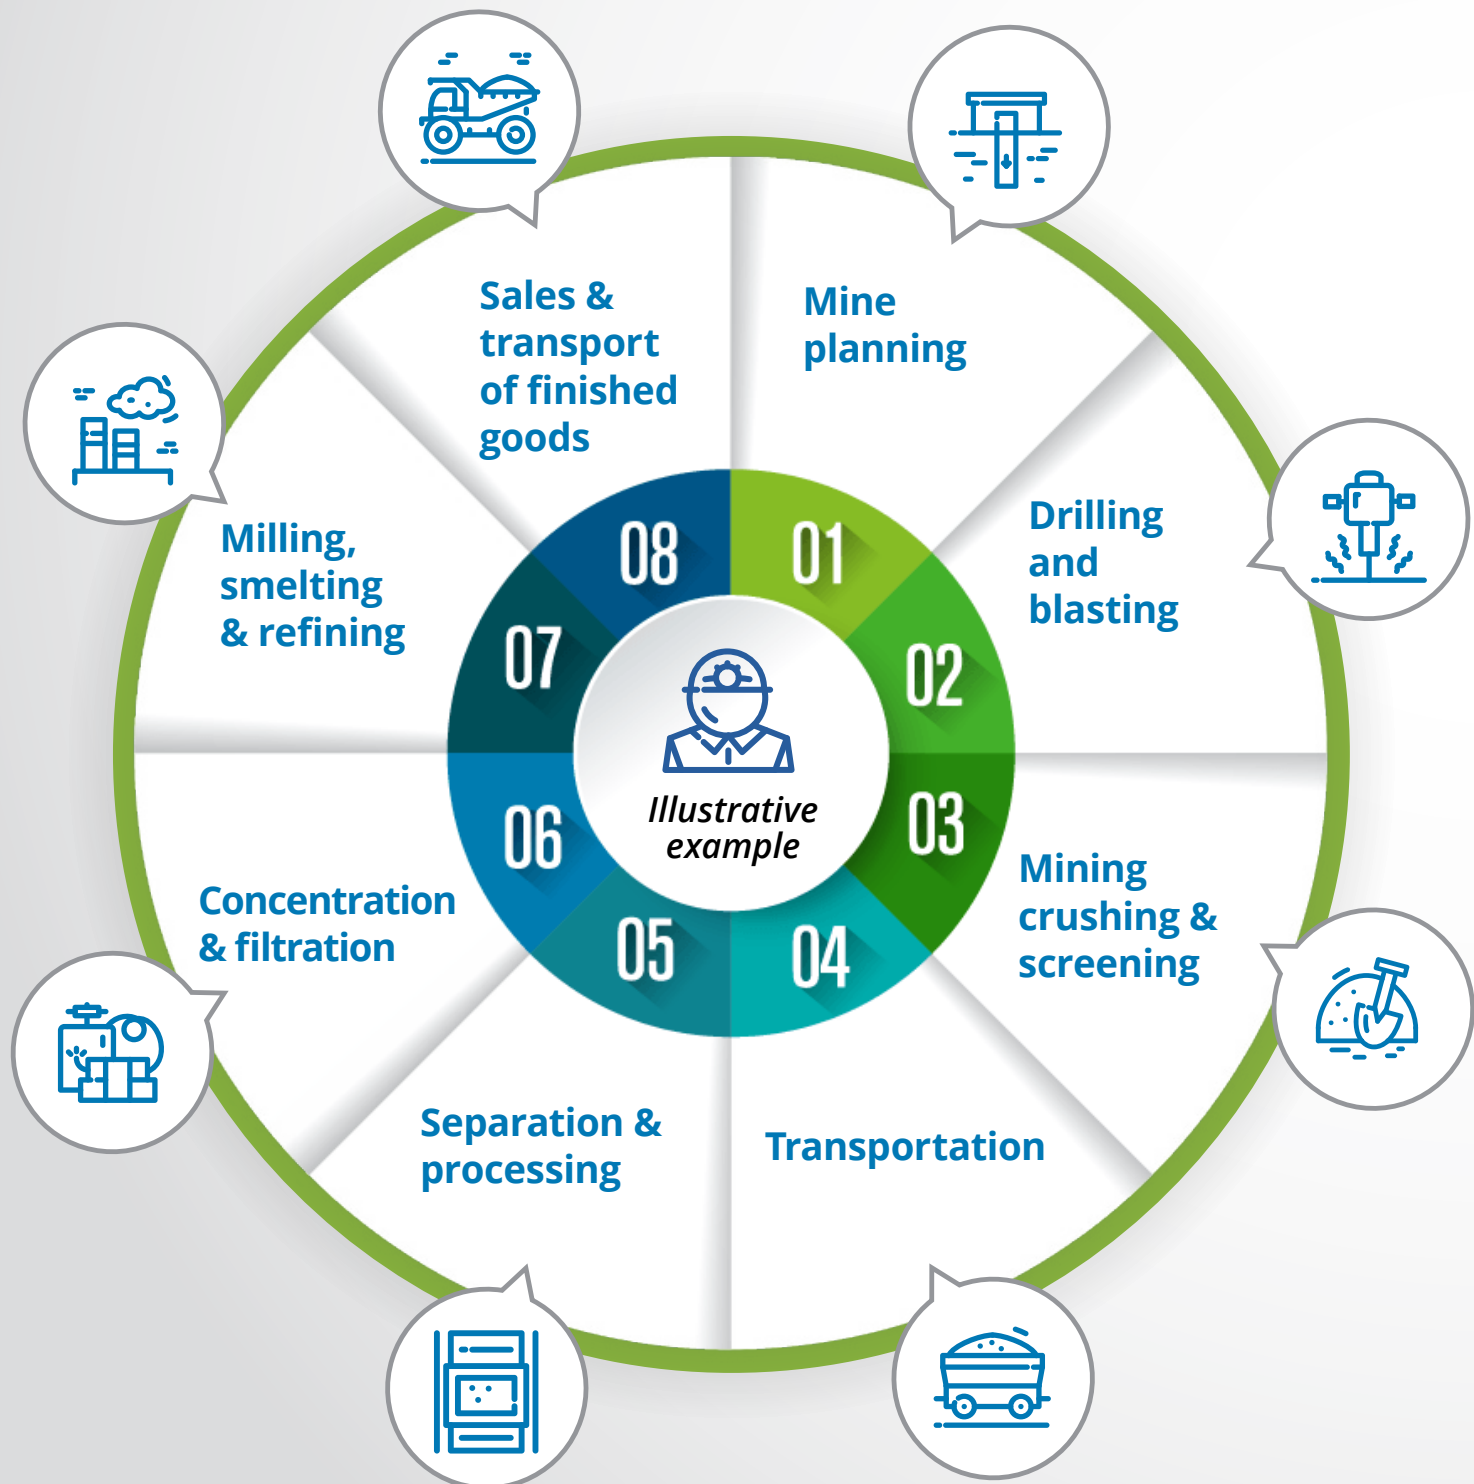 01
Mine
planning
02
Drilling
and
blasting
03
Mining
crushing &
screening
04
Transportation
05
Separation &
processing
06
Concentration
& filtration
07
Milling,
smelting
& refining
08
Sales &
transport
of finished
goods
Illustrative
example